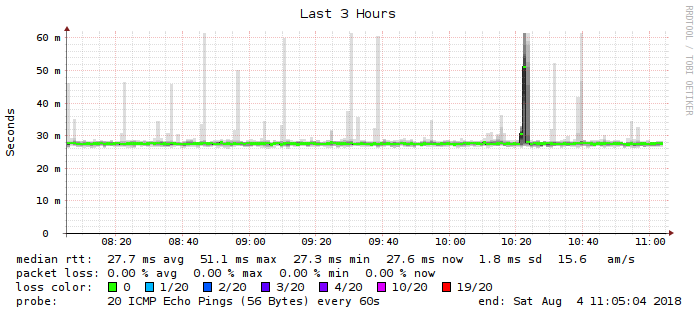 Last 3 Hours
RRDTOOL / TOBI OETIKER
Seconds
60 m
50 m
40 m
30 m
20 m
10 m
0
08:20 08:40 09:00 09:20 09:40 10:00 10:20 10:40 11:00
median rtt: 27.7 ms avg 51.1 ms max 27.3 ms min 27.6 ms now 1.8 ms sd 15.6 am/s
packet loss: 0.00 % avg 0.00 % max 0.00 % min 0.00 % now
loss color: 0 1/20 2/20 3/20 4/20 10/20 19/20
probe: 20 ICMP Echo Pings (56 Bytes) every 60s end: Sat Aug 4 11:05:04 2018